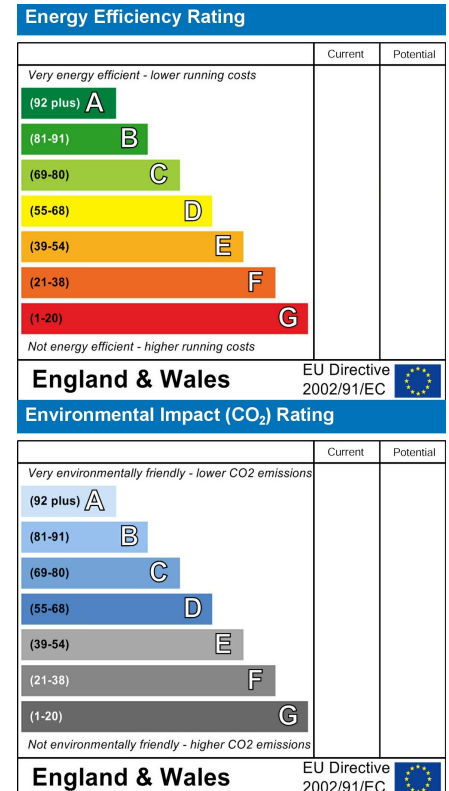 Energy Efficiency Rating
Current Potential
Very energy efficient - lower running costs
(92 plus) A
(81-91) B
(69-80) C
(55-68) D
(39-54) E
(21-38) F
(1-20) G
Not energy efficient - higher running costs
England & Wales
EU Directive
2002/91/EC
Environmental Impact (CO₂) Rating
Current Potential
Very environmentally friendly - lower CO2 emissions
(92 plus) A
(81-91) B
(69-80) C
(55-68) D
(39-54) E
(21-38) F
(1-20) G
Not environmentally friendly - higher CO2 emissions
England & Wales
EU Directive
2002/91/EC